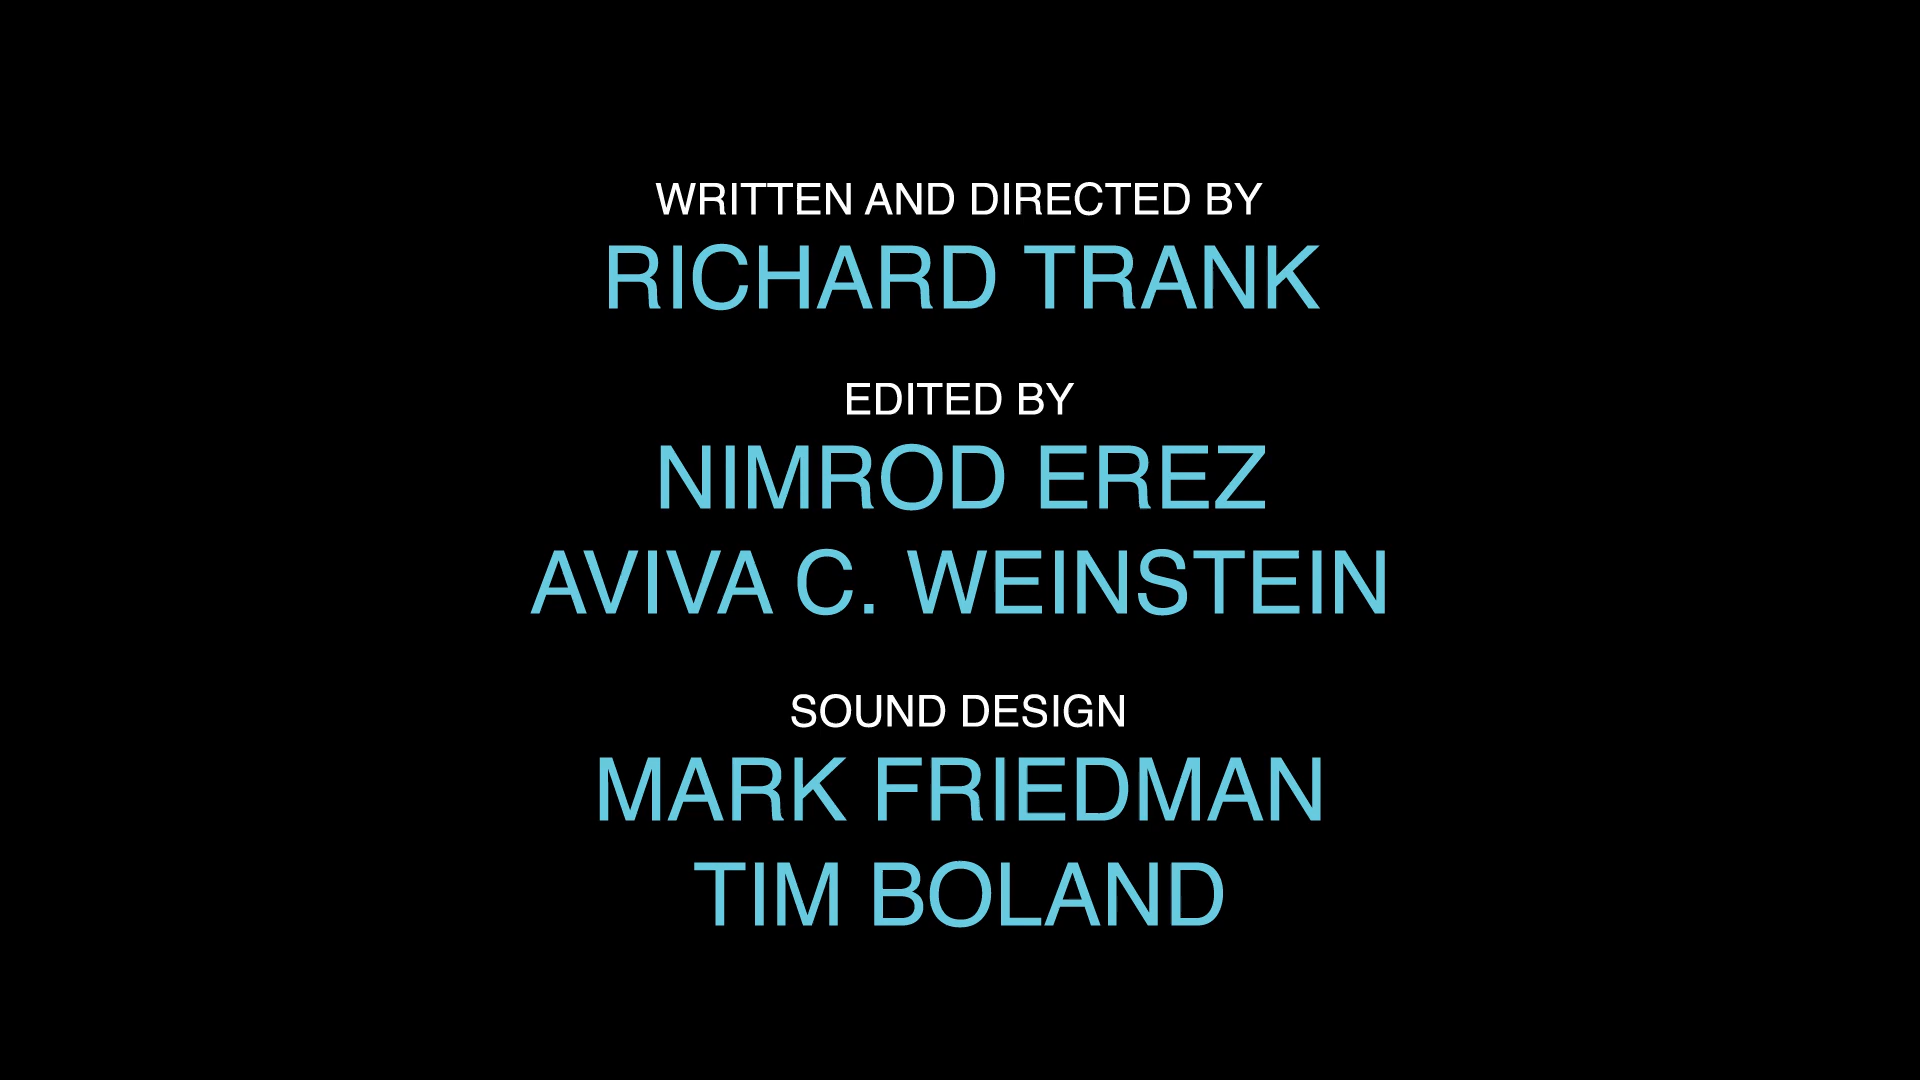 WRITTEN AND DIRECTED BY
RICHARD TRANK
EDITED BY
NIMROD EREZ
AVIVA C. WEINSTEIN
SOUND DESIGN
MARK FRIEDMAN
TIM BOLAND